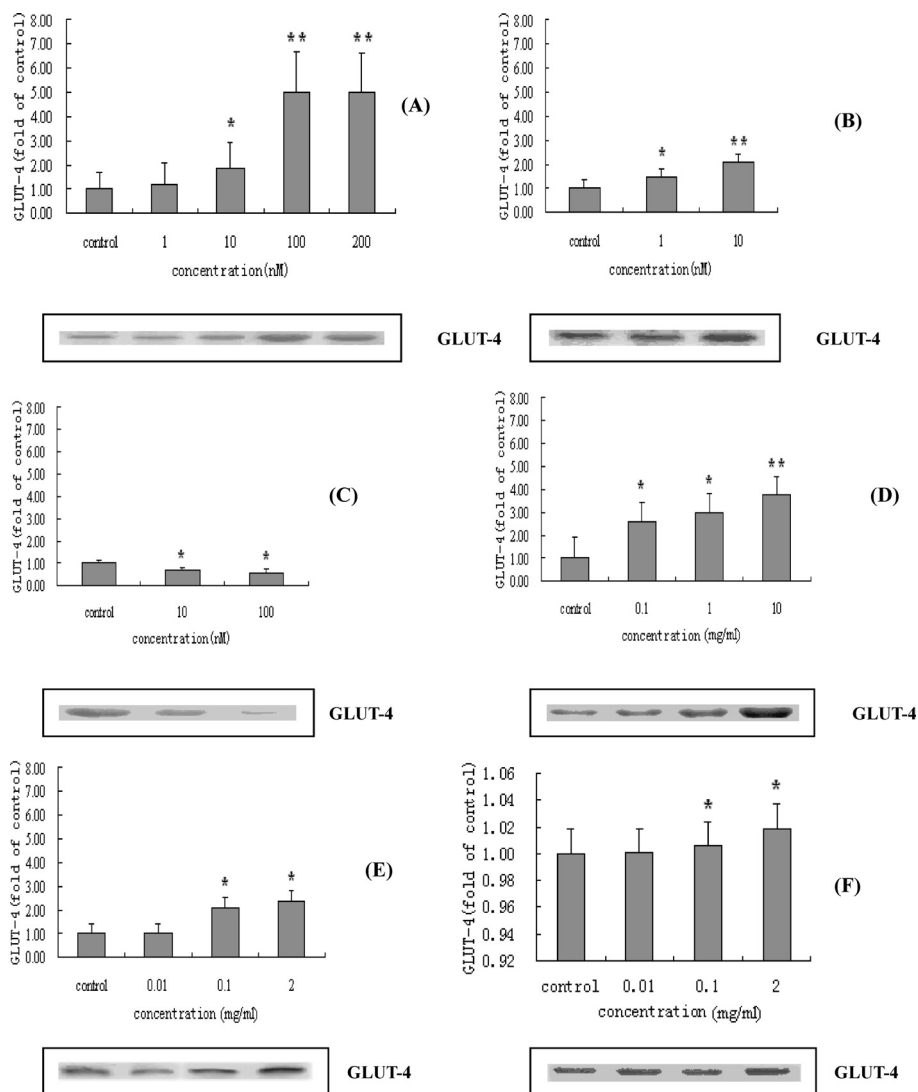 GLUT-4(fold of control)
8.00
7.00
6.00
5.00
4.00
3.00
2.00
1.00
0.00
* ** **
control 1 10 100 200
concentration(nM)
(A)
GLUT-4
GLUT-4(fold of control)
8.00
7.00
6.00
5.00
4.00
3.00
2.00
1.00
0.00
* **
control 1 10
concentration(nM)
(B)
GLUT-4
GLUT-4(fold of control)
8.00
7.00
6.00
5.00
4.00
3.00
2.00
1.00
0.00
* *
control 10 100
concentration(nM)
(C)
GLUT-4
GLUT-4(fold of control)
8.00
7.00
6.00
5.00
4.00
3.00
2.00
1.00
0.00
* * **
control 0.1 1 10
concentration (mg/ml)
(D)
GLUT-4
GLUT-4(fold of control)
8.00
7.00
6.00
5.00
4.00
3.00
2.00
1.00
0.00
* *
control 0.01 0.1 2
concentration (mg/ml)
(E)
GLUT-4
GLUT-4(fold of control)
1.06
1.04
1.02
1.00
0.98
0.96
0.94
0.92
* *
control 0.01 0.1 2
concentration (mg/ml)
(F)
GLUT-4